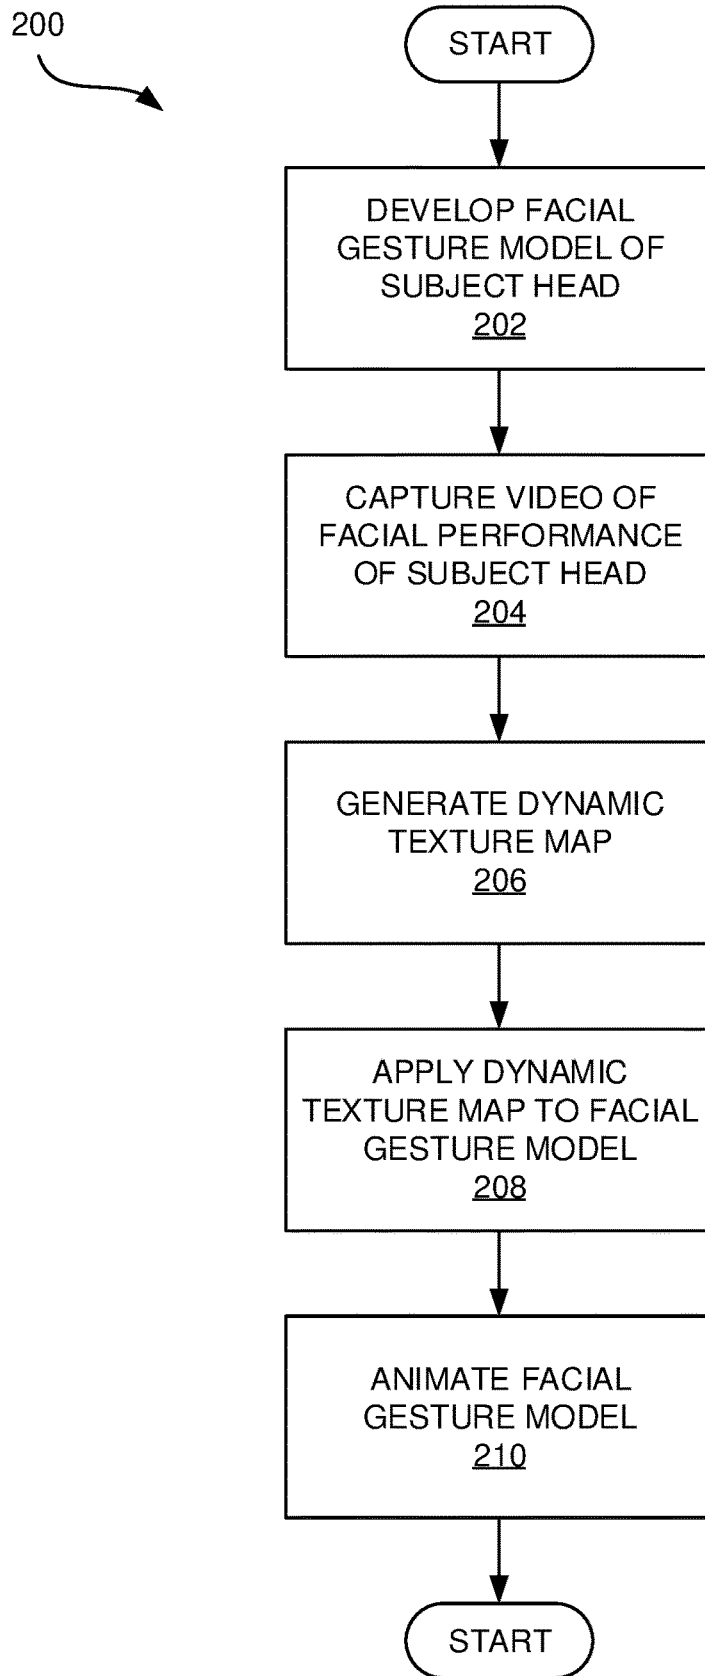 200
START
DEVELOP FACIAL
GESTURE MODEL OF
SUBJECT HEAD
202
CAPTURE VIDEO OF
FACIAL PERFORMANCE
OF SUBJECT HEAD
204
GENERATE DYNAMIC
TEXTURE MAP
206
APPLY DYNAMIC
TEXTURE MAP TO FACIAL
GESTURE MODEL
208
ANIMATE FACIAL
GESTURE MODEL
210
START